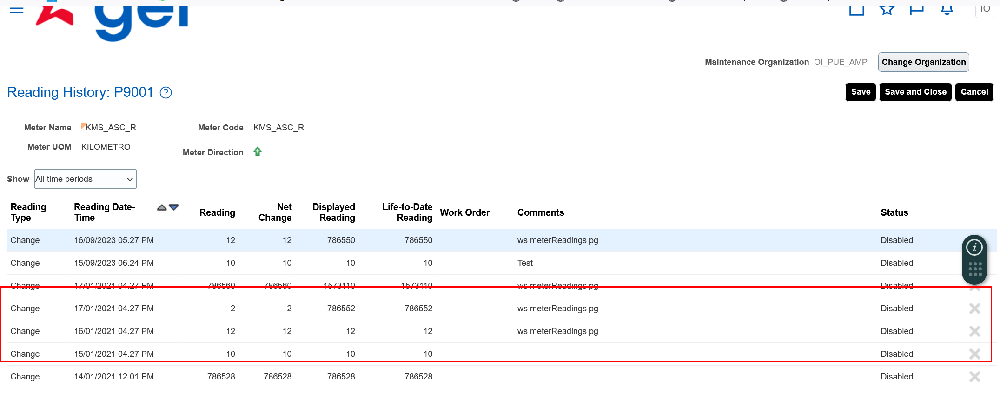 gei
IO
Maintenance Organization OI_PUE_AMP Change Organization
Reading History: P9001 ?
Save Save and Close Cancel
Meter Name KMS_ASC_R Meter Code KMS_ASC_R
Meter UOM KILOMETRO
Meter Direction
Show All time periods
Reading Type Reading Date-Time Reading Net Change Displayed Reading Life-to-Date Reading Work Order Comments Status
Change 16/09/2023 05.27 PM 12 12 786550 786550 ws meterReadings pg Disabled
Change 15/09/2023 06.24 PM 10 10 10 10 Test Disabled
Change 17/01/2021 04.27 PM 786560 786560 1573110 1573110 ws meterReadings pg Disabled
Change 17/01/2021 04.27 PM 2 2 786552 786552 ws meterReadings pg Disabled
Change 16/01/2021 04.27 PM 12 12 12 12 ws meterReadings pg Disabled
Change 15/01/2021 04.27 PM 10 10 10 10 Disabled
Change 14/01/2021 12.01 PM 786528 786528 786528 786528 Disabled